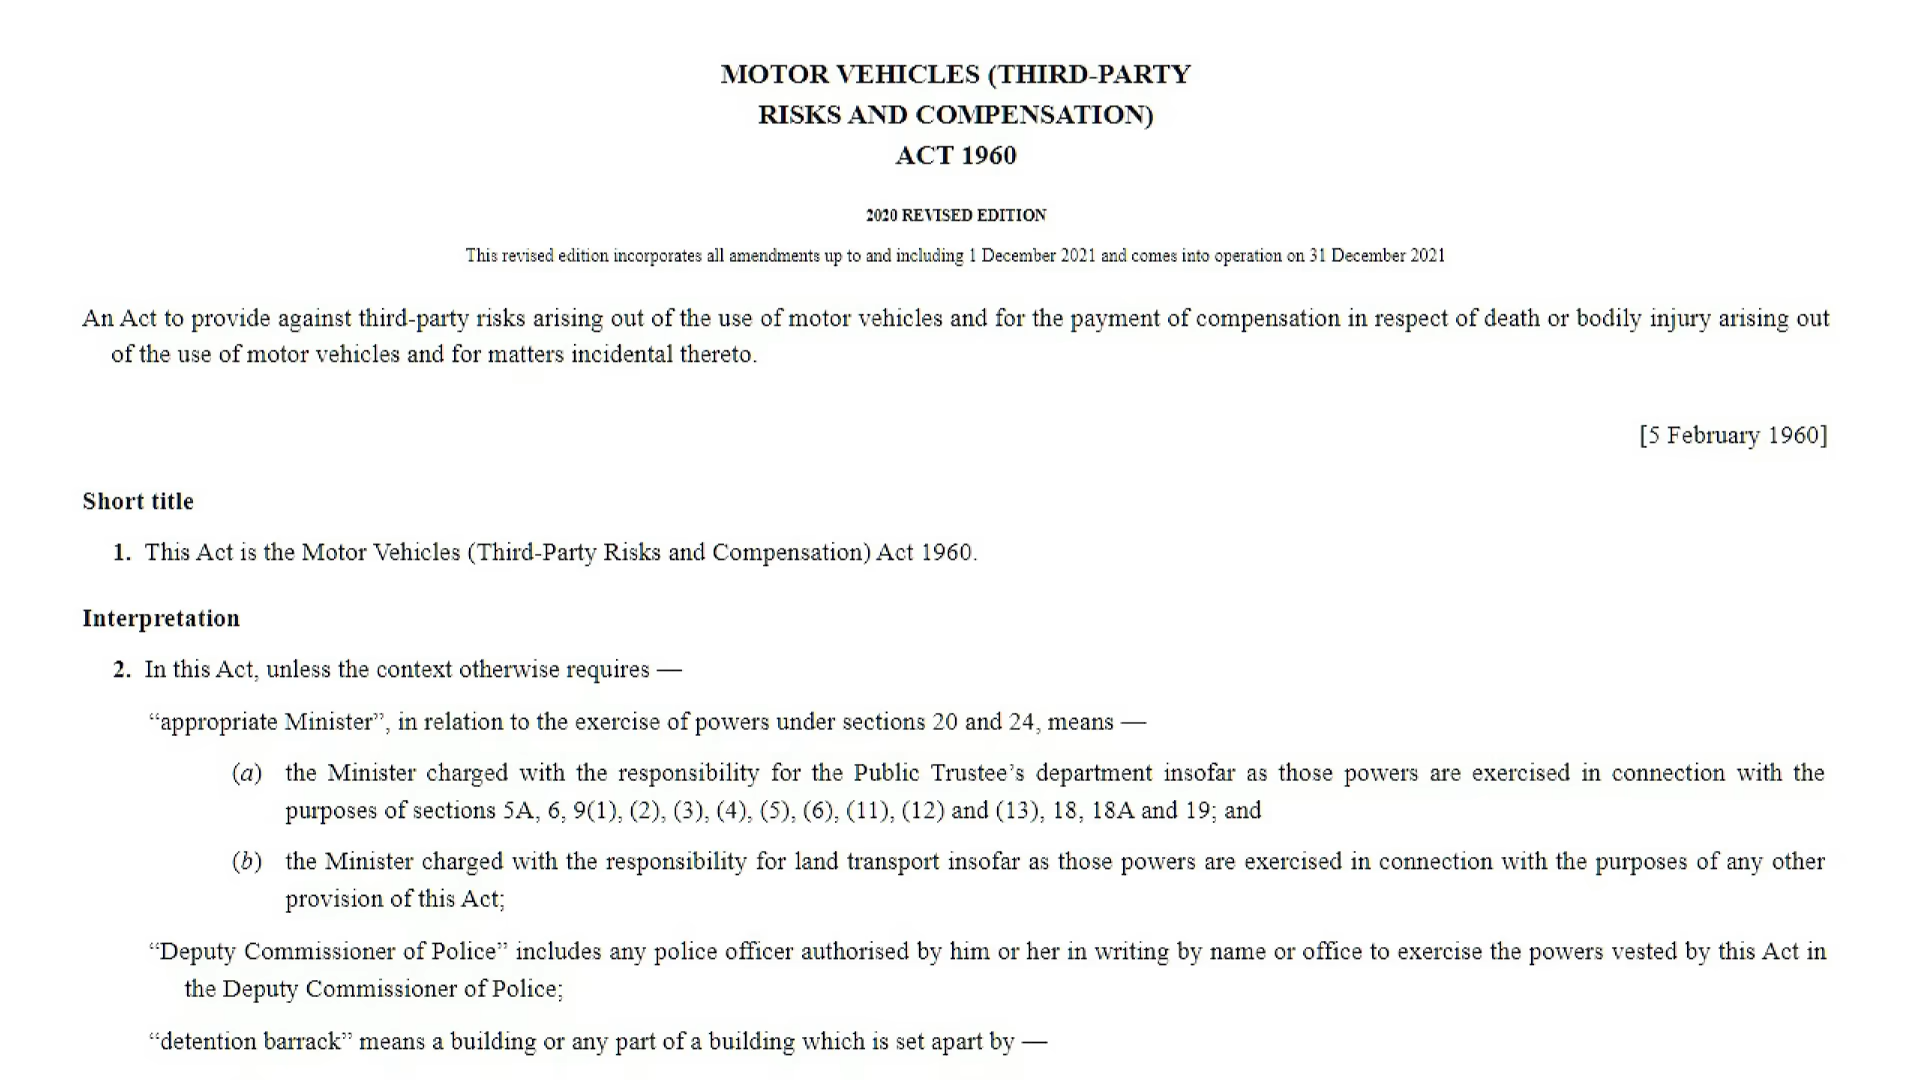 MOTOR VEHICLES (THIRD-PARTY
RISKS AND COMPENSATION)
ACT 1960
2020 REVISED EDITION
This revised edition incorporates all amendments up to and including 1 December 2021 and comes into operation on 31 December 2021
An Act to provide against third-party risks arising out of the use of motor vehicles and for the payment of compensation in respect of death or bodily injury arising out
of the use of motor vehicles and for matters incidental thereto.
[5 February 1960]
Short title
1. This Act is the Motor Vehicles (Third-Party Risks and Compensation) Act 1960.
Interpretation
2. In this Act, unless the context otherwise requires —
“appropriate Minister”, in relation to the exercise of powers under sections 20 and 24, means —
(a) the Minister charged with the responsibility for the Public Trustee’s department insofar as those powers are exercised in connection with the
purposes of sections 5A, 6, 9(1), (2), (3), (4), (5), (6), (11), (12) and (13), 18, 18A and 19; and
(b) the Minister charged with the responsibility for land transport insofar as those powers are exercised in connection with the purposes of any other
provision of this Act;
“Deputy Commissioner of Police” includes any police officer authorised by him or her in writing by name or office to exercise the powers vested by this Act in
the Deputy Commissioner of Police;
“detention barrack” means a building or any part of a building which is set apart by —